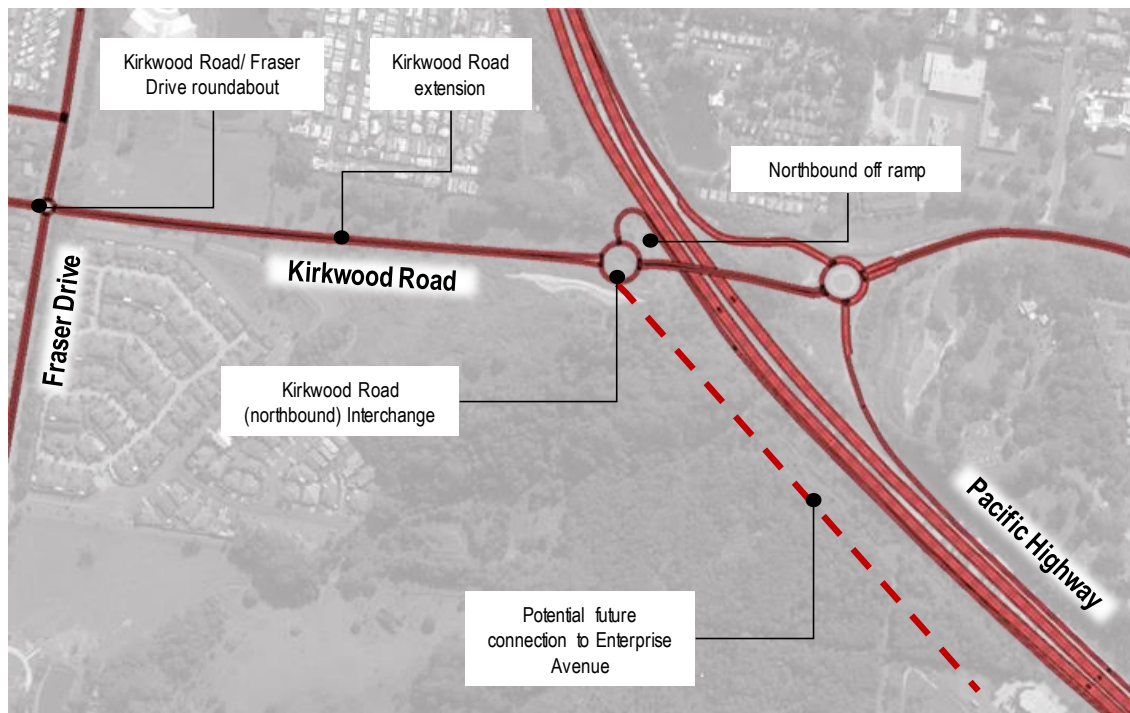 Kirkwood Road/ Fraser
Drive roundabout
Kirkwood Road
extension
Northbound off ramp
Kirkwood Road
Fraser Drive
Kirkwood Road
(northbound) Interchange
Pacific Highway
Potential future
connection to Enterprise
Avenue